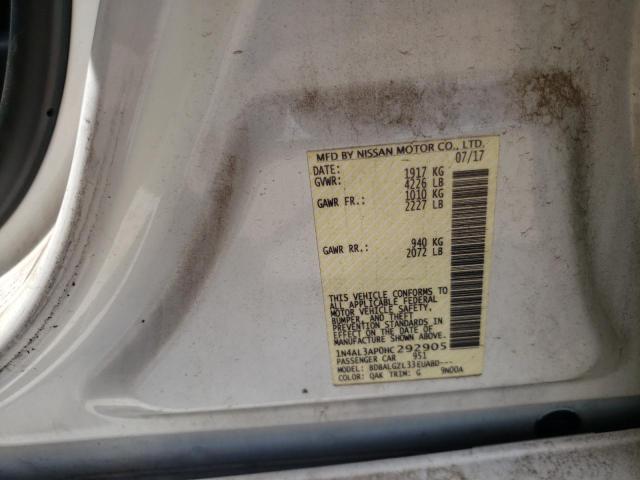 MFD BY NISSAN MOTOR CO., LTD.
DATE: 07/17
GVWR: 1917 KG
4226 LB
GAWR FR.: 1010 KG
2227 LB
GAWR RR.: 940 KG
2072 LB
THIS VEHICLE CONFORMS TO
ALL APPLICABLE FEDERAL
MOTOR VEHICLE SAFETY,
BUMPER, AND THEFT
PREVENTION STANDARDS IN
EFFECT ON THE DATE OF
MANUFACTURE SHOWN ABOVE.
1N4AL3AP0HC292905
PASSENGER CAR 951
MODEL: BDBALGZL33EUABD---
COLOR: QAK TRIM: G 9N00A